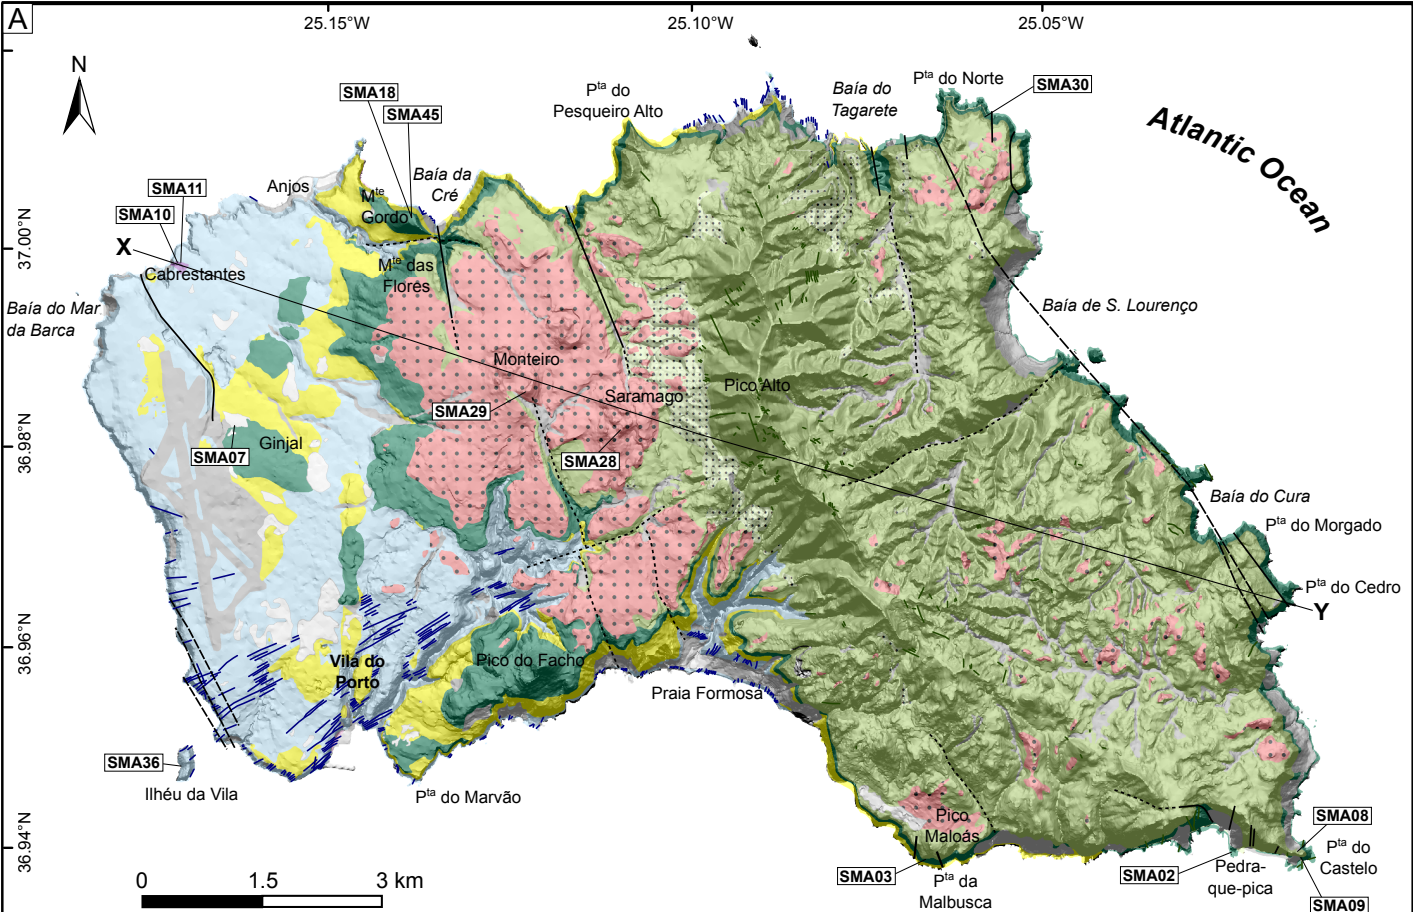 A
25.15°W
25.10°W
25.05°W
N
SMA18
SMA45
Pta do
Pesqueiro Alto
Baía do
Tagarete
Pta do Norte
SMA30
Atlantic Ocean
Anjos
Baía da
Cré
Mte
Gordo
SMA11
SMA10
X
Cabrestantes
Mte das
Flores
Baía do Mar
da Barca
Baía de S. Lourenço
37.00°N
Monteiro
Saramago
Pico Alto
SMA29
SMA28
36.98°N
Ginjal
SMA07
Baía do Cura
Pta do Morgado
Pta do Cedro
Y
36.96°N
Vila do
Porto
Pico do Facho
Praia Formosa
SMA36
Ilhéu da Vila
Pta do Marvão
Pico
Maloás
36.94°N
SMA03
Pta da
Malbusca
SMA02
Pedra-
que-pica
SMA08
Pta do
Castelo
SMA09
0 1.5 3 km